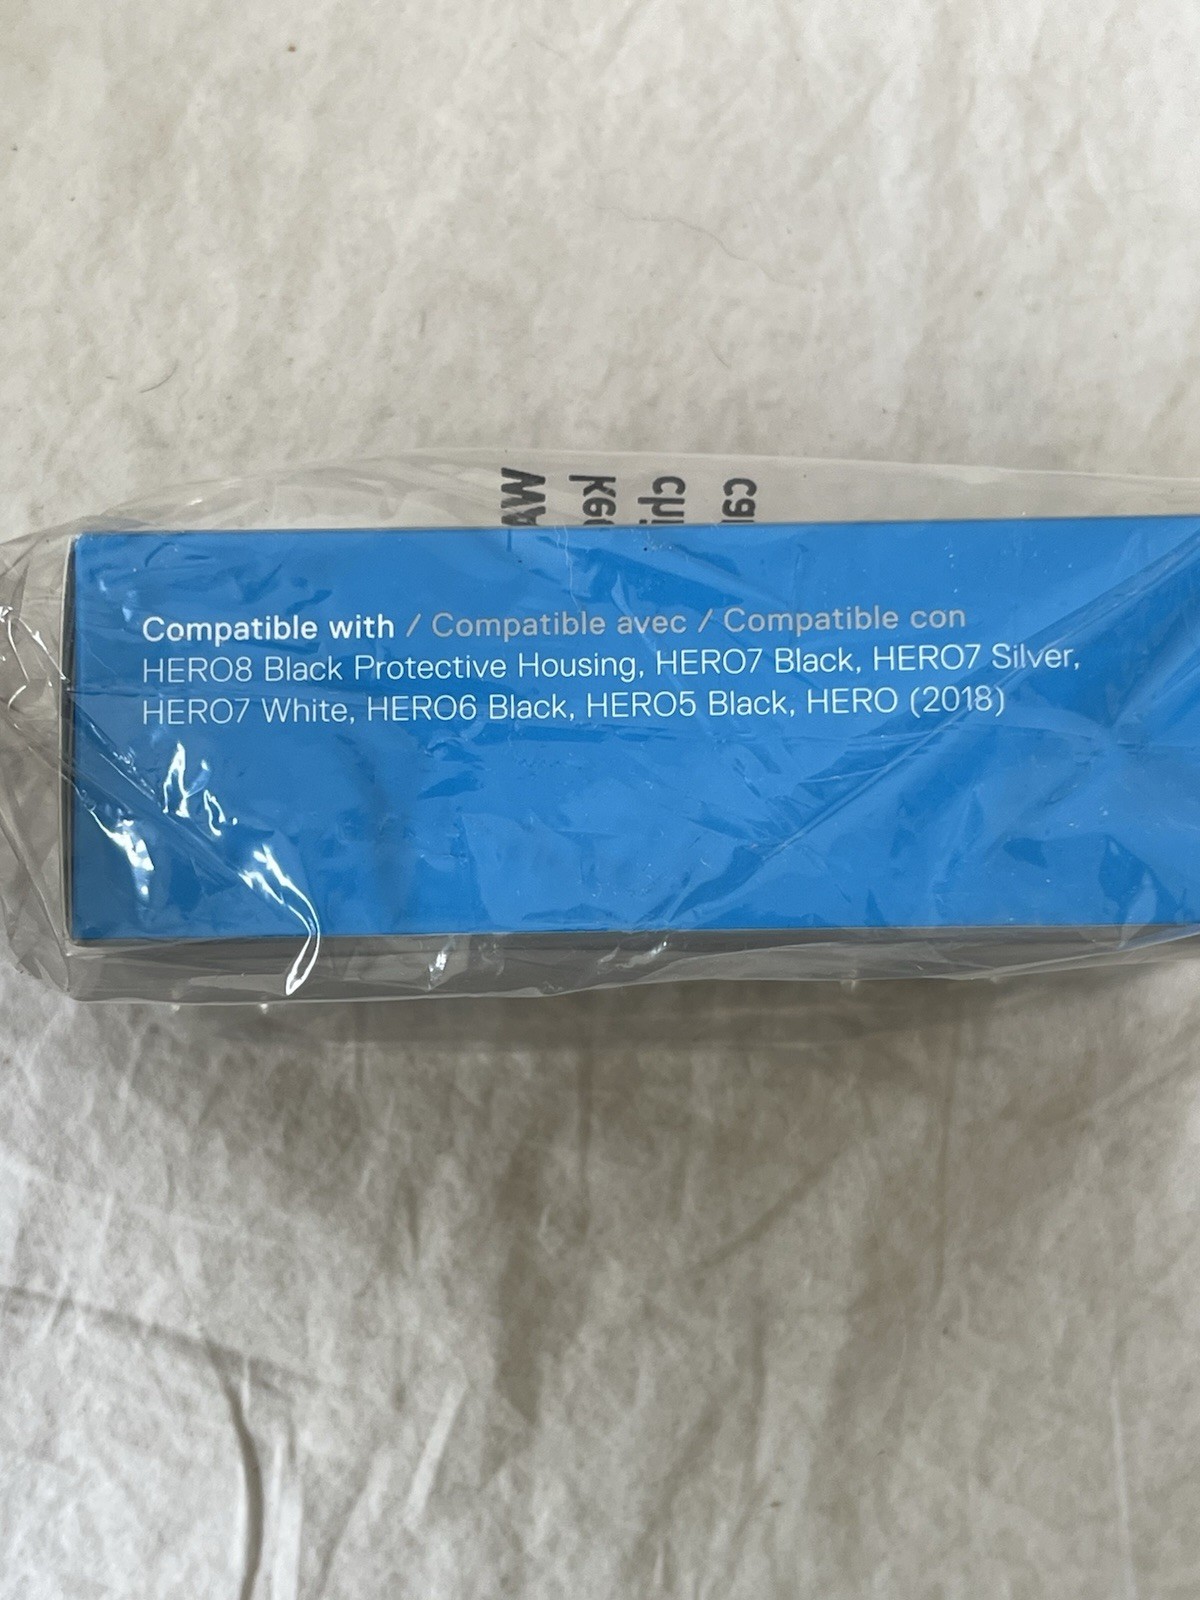 Compatible with / Compatible avec / Compatible con
HERO8 Black Protective Housing, HERO7 Black, HERO7 Silver,
HERO7 White, HERO6 Black, HERO5 Black, HERO (2018)